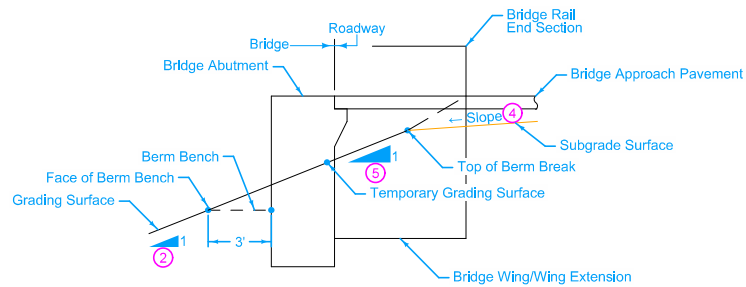 Bridge Rail
End Section
Roadway
Bridge
Bridge Abutment
Bridge Approach Pavement
← Slope 4
Subgrade Surface
Berm Bench
1
5
Top of Berm Break
Face of Berm Bench
Temporary Grading Surface
Grading Surface
1
2
3'
Bridge Wing/Wing Extension